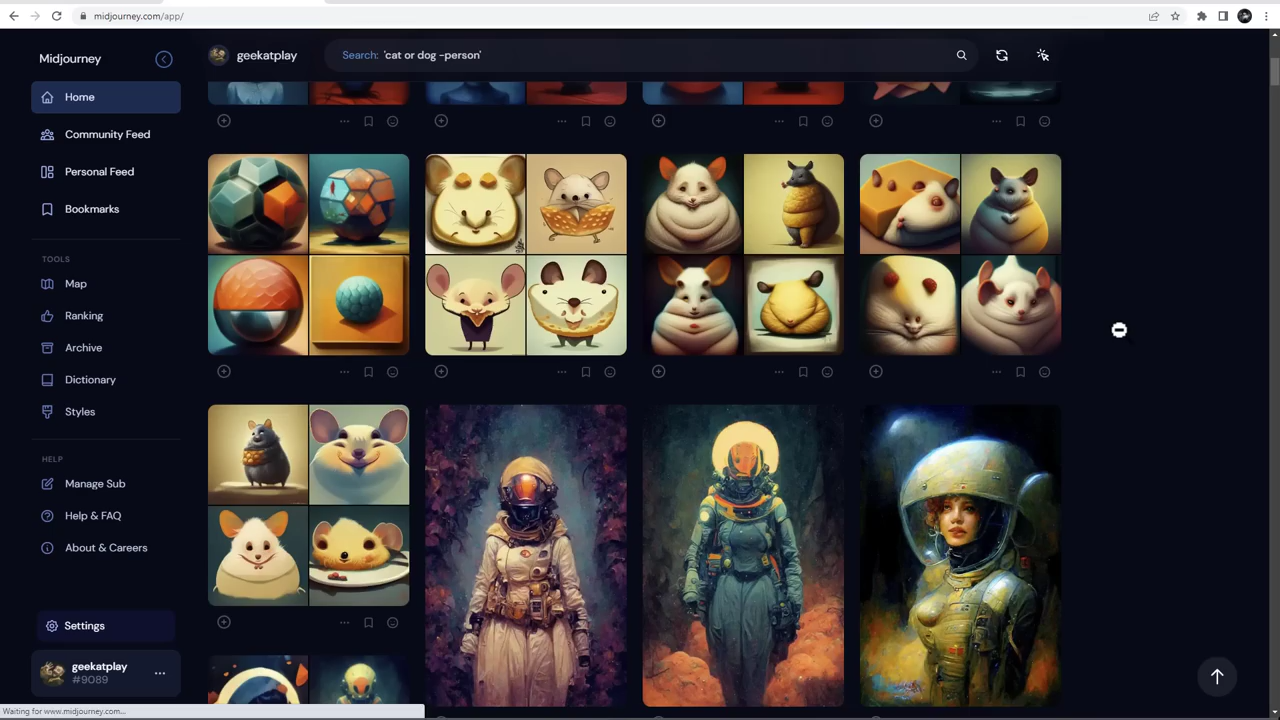 midjourney.com/app/
Midjourney
geekatplay
Search: 'cat or dog -person'
Home
Community Feed
Personal Feed
Bookmarks
TOOLS
Map
Ranking
Archive
Dictionary
Styles
HELP
Manage Sub
Help & FAQ
About & Careers
Settings
geekatplay
#9089
Waiting for www.midjourney.com...